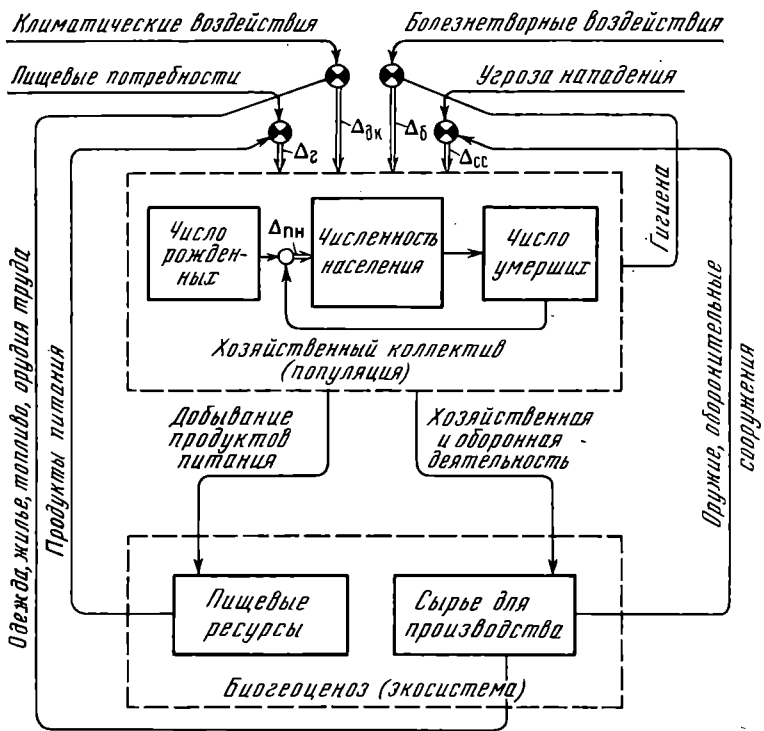 Климатические воздействия
Болезнетворные воздействия
Пищевые потребности
Угроза нападения
Δдк
Δб
Δг
Δсс
Число
рожден-
ных
Δпн
Численность
населения
Число
умерших
Хозяйственный коллектив
(популяция)
Гигиена
Добывание
продуктов
питания
Хозяйственная
и оборонная
деятельность
Одежда, жилье, топливо, орудия труда
Продукты питания
Оружие, оборонительные
сооружения
Пищевые
ресурсы
Сырье для
производства
Биогеоценоз (экосистема)